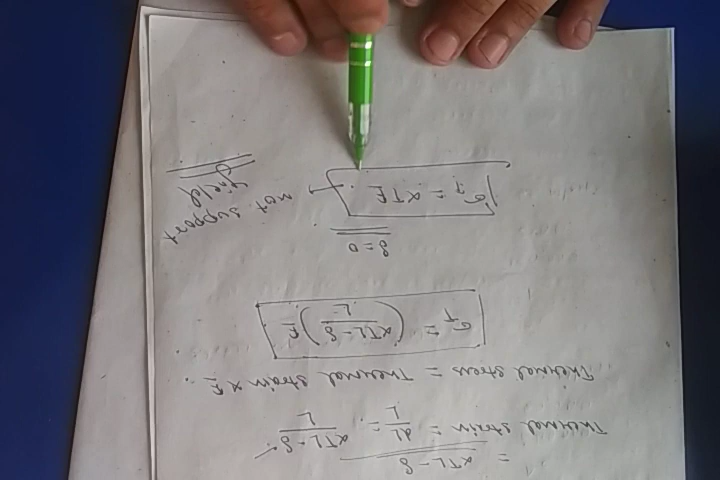 = αTL-δ
Thermal strain = dL/L = αTL-δ/L
Thermal stress = Thermal strain × E.
σT = (αTL-δ/L)E
δ=0
σT = αTE → not support yield